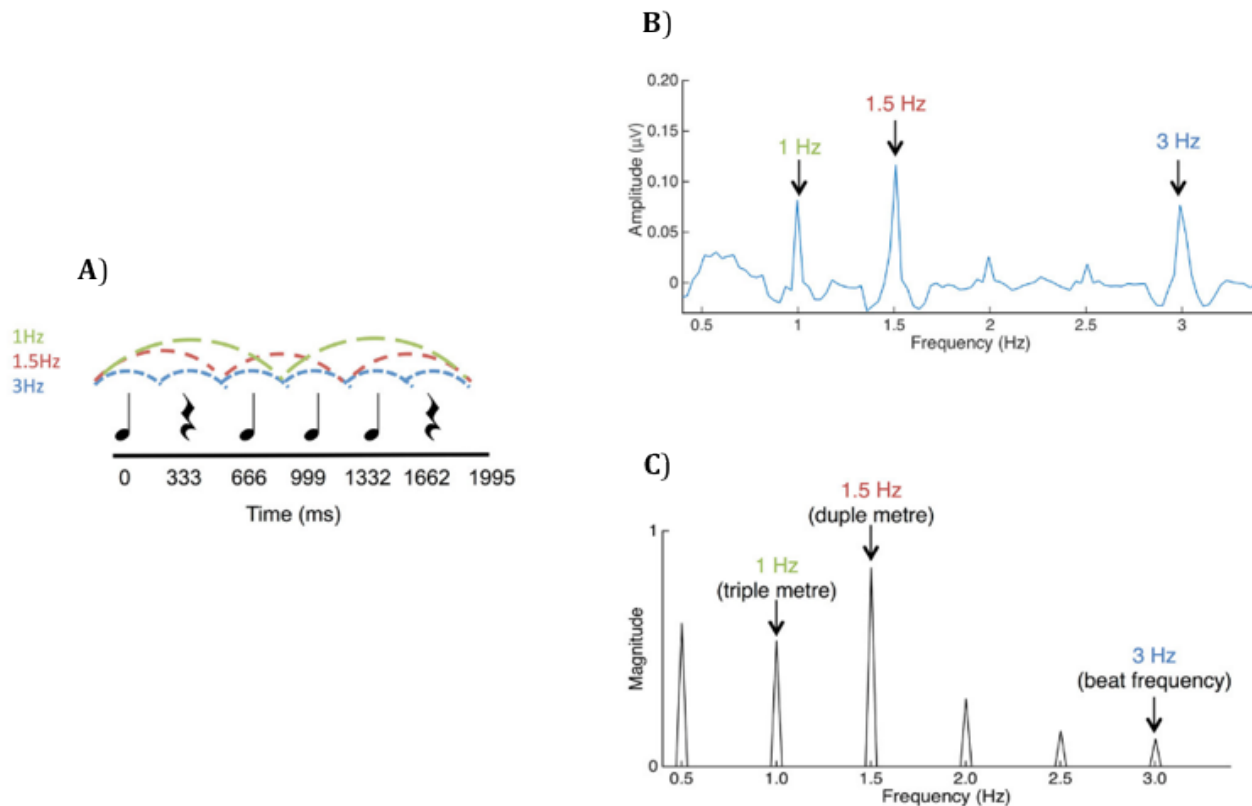 A)
1Hz
1.5Hz
3Hz
0 333 666 999 1332 1662 1995
Time (ms)
B)
0.20
0.15
0.10
0.05
0
Amplitude (µV)
1 Hz
1.5 Hz
3 Hz
0.5 1 1.5 2 2.5 3
Frequency (Hz)
C)
1
0
Magnitude
1 Hz
(triple metre)
1.5 Hz
(duple metre)
3 Hz
(beat frequency)
0.5 1.0 1.5 2.0 2.5 3.0
Frequency (Hz)